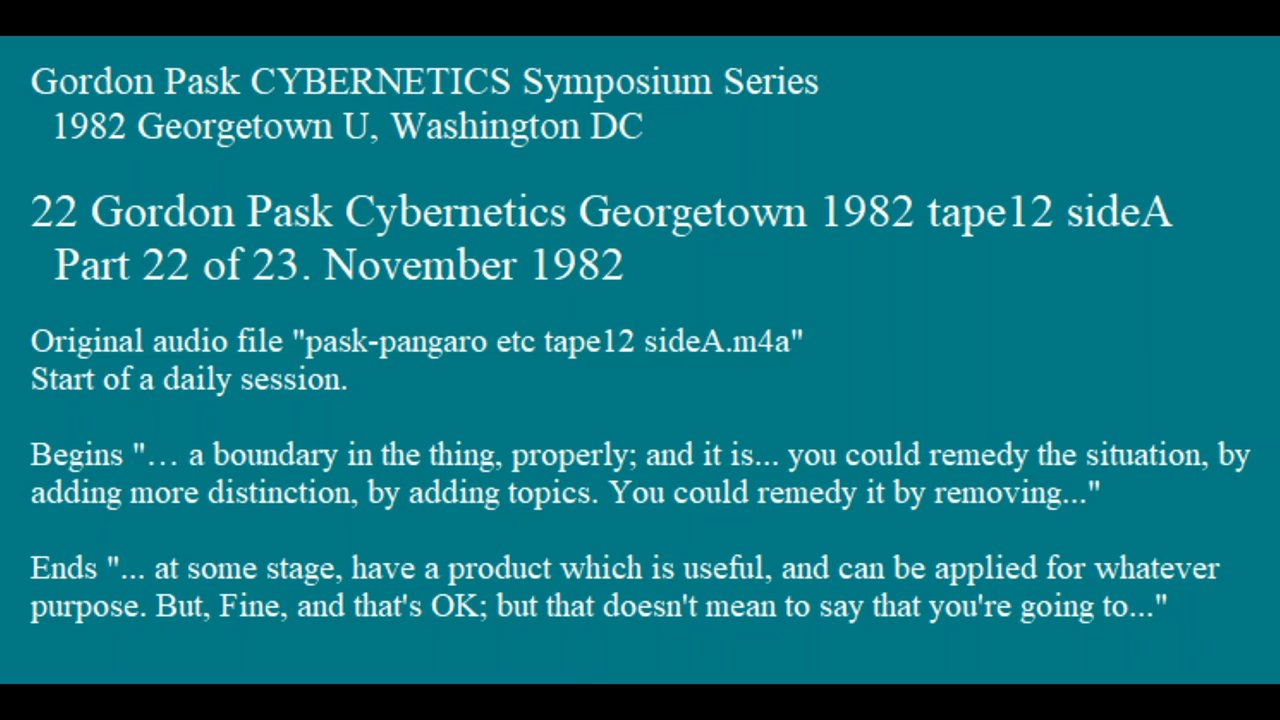 Gordon Pask CYBERNETICS Symposium Series
1982 Georgetown U, Washington DC
22 Gordon Pask Cybernetics Georgetown 1982 tape12 sideA
Part 22 of 23. November 1982
Original audio file "pask-pangaro etc tape12 sideA.m4a"
Start of a daily session.
Begins "… a boundary in the thing, properly; and it is... you could remedy the situation, by
adding more distinction, by adding topics. You could remedy it by removing..."
Ends "... at some stage, have a product which is useful, and can be applied for whatever
purpose. But, Fine, and that's OK; but that doesn't mean to say that you're going to..."